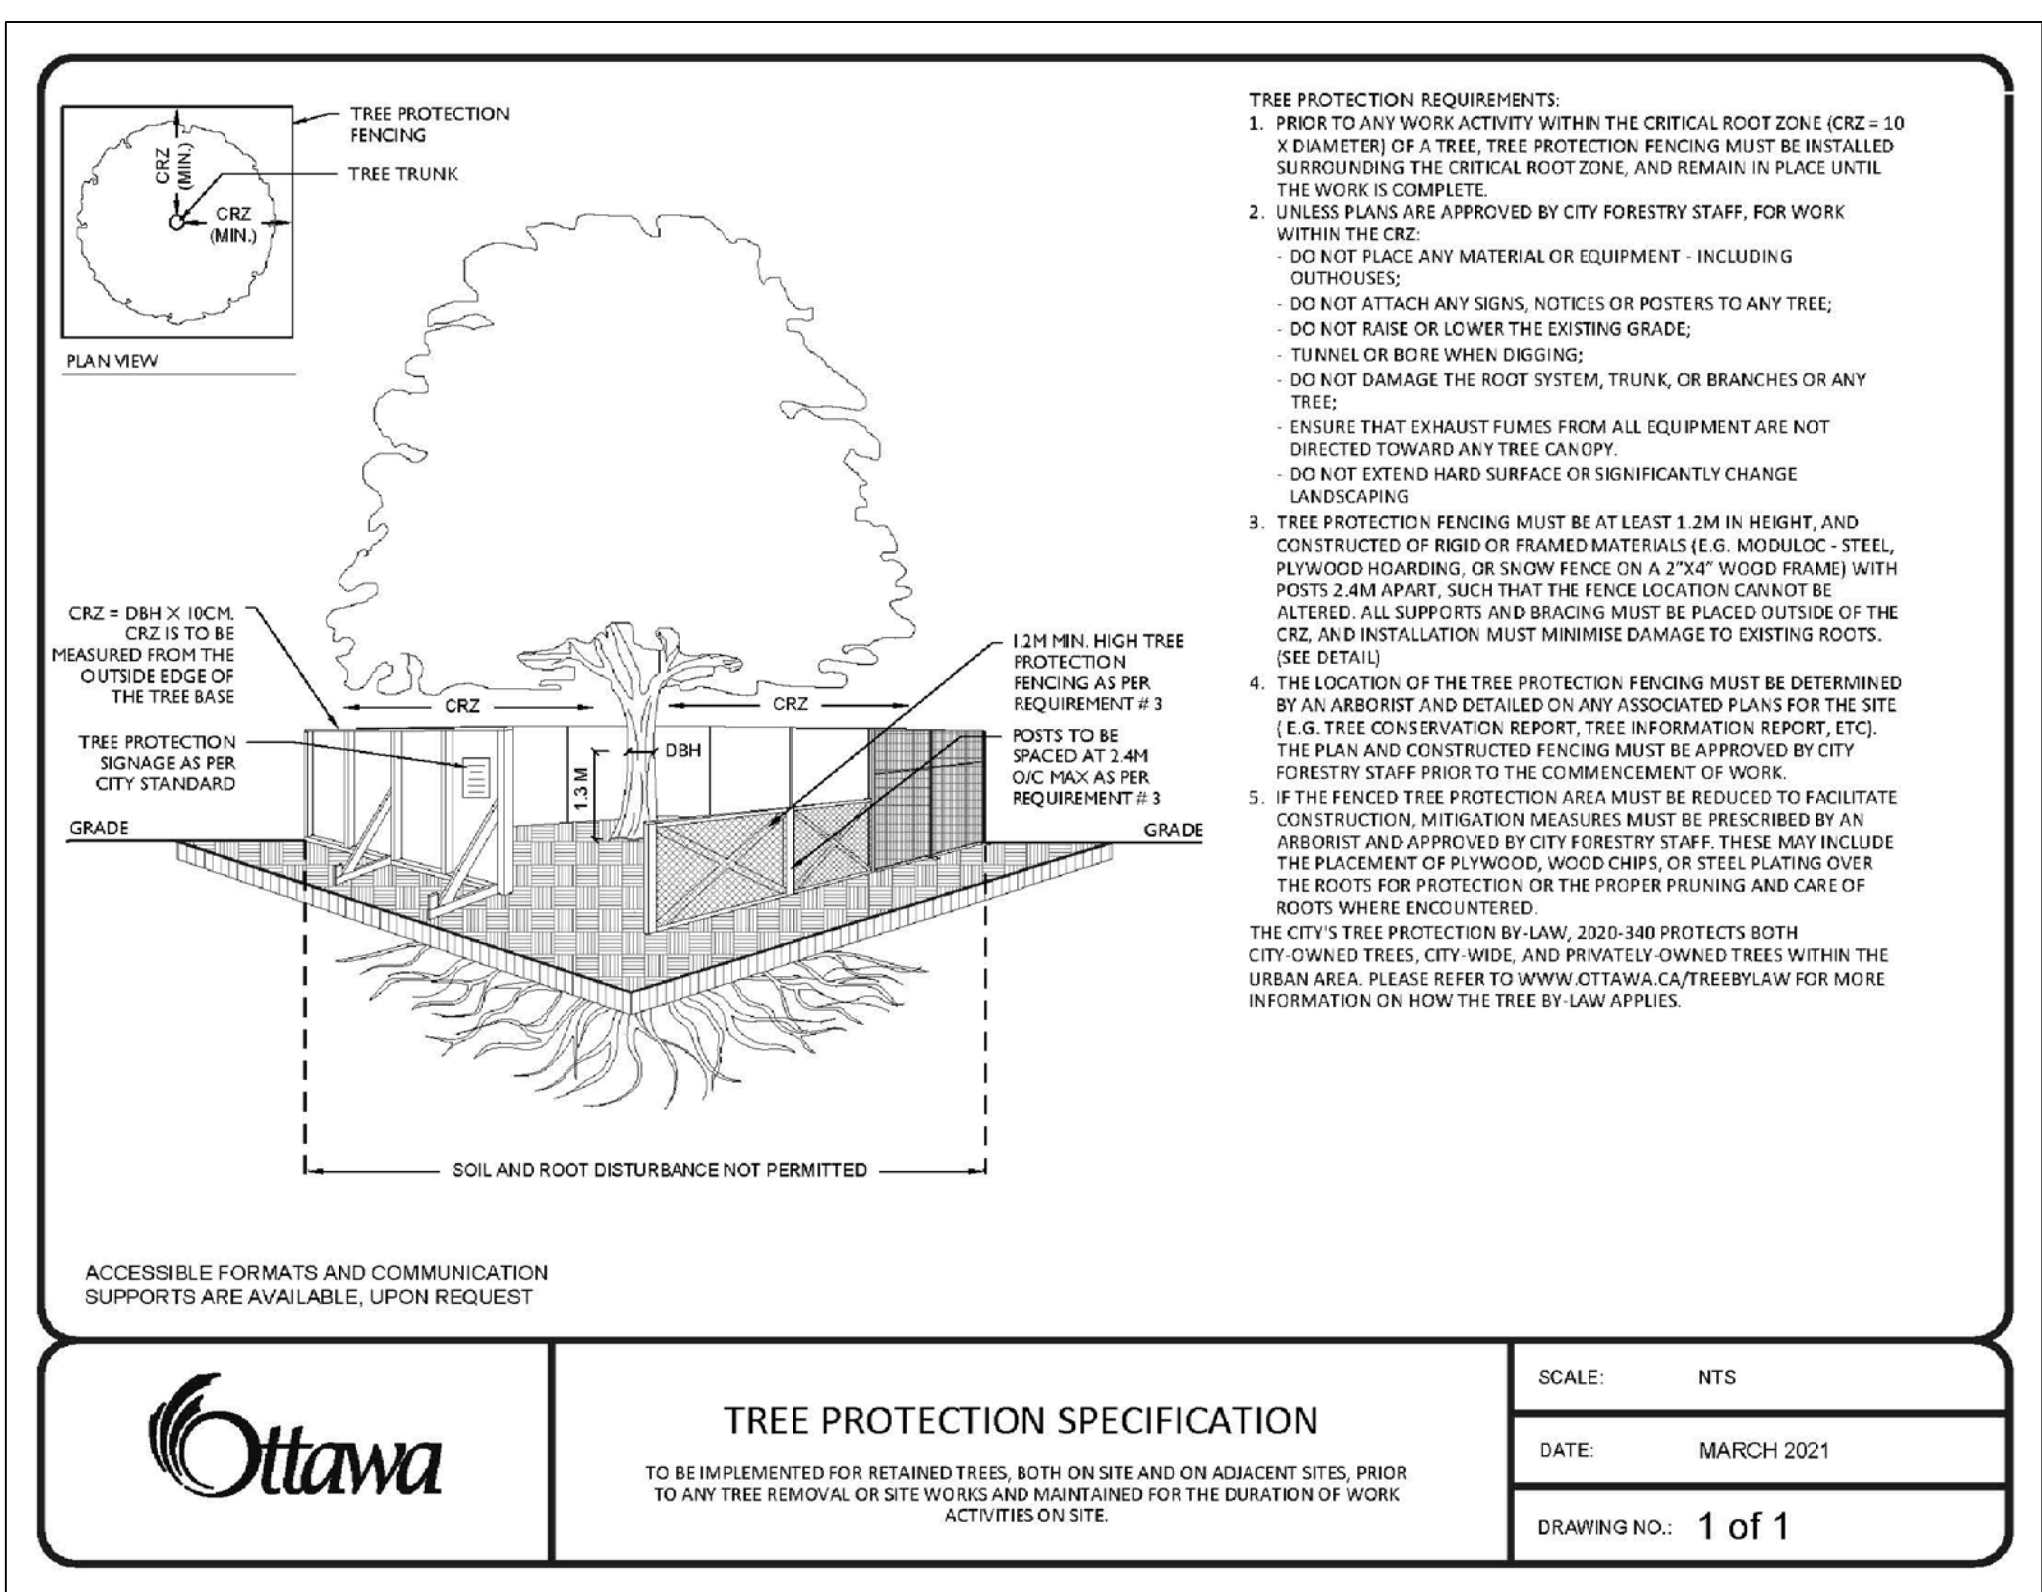 TREE PROTECTION
FENCING
TREE TRUNK
CRZ
(MIN.)
CRZ
(MIN.)
PLAN VIEW
CRZ = DBH X 10CM.
CRZ IS TO BE
MEASURED FROM THE
OUTSIDE EDGE OF
THE TREE BASE
TREE PROTECTION
SIGNAGE AS PER
CITY STANDARD
GRADE
CRZ
CRZ
DBH
1.3 M
1.2M MIN. HIGH TREE
PROTECTION
FENCING AS PER
REQUIREMENT # 3
POSTS TO BE
SPACED AT 2.4M
O/C MAX AS PER
REQUIREMENT # 3
GRADE
SOIL AND ROOT DISTURBANCE NOT PERMITTED
TREE PROTECTION REQUIREMENTS:
1. PRIOR TO ANY WORK ACTIVITY WITHIN THE CRITICAL ROOT ZONE (CRZ = 10
X DIAMETER) OF A TREE, TREE PROTECTION FENCING MUST BE INSTALLED
SURROUNDING THE CRITICAL ROOT ZONE, AND REMAIN IN PLACE UNTIL
THE WORK IS COMPLETE.
2. UNLESS PLANS ARE APPROVED BY CITY FORESTRY STAFF, FOR WORK
WITHIN THE CRZ:
- DO NOT PLACE ANY MATERIAL OR EQUIPMENT - INCLUDING
OUTHOUSES;
- DO NOT ATTACH ANY SIGNS, NOTICES OR POSTERS TO ANY TREE;
- DO NOT RAISE OR LOWER THE EXISTING GRADE;
- TUNNEL OR BORE WHEN DIGGING;
- DO NOT DAMAGE THE ROOT SYSTEM, TRUNK, OR BRANCHES OR ANY
TREE;
- ENSURE THAT EXHAUST FUMES FROM ALL EQUIPMENT ARE NOT
DIRECTED TOWARD ANY TREE CANOPY.
- DO NOT EXTEND HARD SURFACE OR SIGNIFICANTLY CHANGE
LANDSCAPING
3. TREE PROTECTION FENCING MUST BE AT LEAST 1.2M IN HEIGHT, AND
CONSTRUCTED OF RIGID OR FRAMED MATERIALS (E.G. MODULOC - STEEL,
PLYWOOD HOARDING, OR SNOW FENCE ON A 2"X4" WOOD FRAME) WITH
POSTS 2.4M APART, SUCH THAT THE FENCE LOCATION CANNOT BE
ALTERED. ALL SUPPORTS AND BRACING MUST BE PLACED OUTSIDE OF THE
CRZ, AND INSTALLATION MUST MINIMISE DAMAGE TO EXISTING ROOTS.
(SEE DETAIL)
4. THE LOCATION OF THE TREE PROTECTION FENCING MUST BE DETERMINED
BY AN ARBORIST AND DETAILED ON ANY ASSOCIATED PLANS FOR THE SITE
( E.G. TREE CONSERVATION REPORT, TREE INFORMATION REPORT, ETC).
THE PLAN AND CONSTRUCTED FENCING MUST BE APPROVED BY CITY
FORESTRY STAFF PRIOR TO THE COMMENCEMENT OF WORK.
5. IF THE FENCED TREE PROTECTION AREA MUST BE REDUCED TO FACILITATE
CONSTRUCTION, MITIGATION MEASURES MUST BE PRESCRIBED BY AN
ARBORIST AND APPROVED BY CITY FORESTRY STAFF. THESE MAY INCLUDE
THE PLACEMENT OF PLYWOOD, WOOD CHIPS, OR STEEL PLATING OVER
THE ROOTS FOR PROTECTION OR THE PROPER PRUNING AND CARE OF
ROOTS WHERE ENCOUNTERED.
THE CITY'S TREE PROTECTION BY-LAW, 2020-340 PROTECTS BOTH
CITY-OWNED TREES, CITY-WIDE, AND PRIVATELY-OWNED TREES WITHIN THE
URBAN AREA. PLEASE REFER TO WWW.OTTAWA.CA/TREEBYLAW FOR MORE
INFORMATION ON HOW THE TREE BY-LAW APPLIES.
ACCESSIBLE FORMATS AND COMMUNICATION
SUPPORTS ARE AVAILABLE, UPON REQUEST
Ottawa
TREE PROTECTION SPECIFICATION
TO BE IMPLEMENTED FOR RETAINED TREES, BOTH ON SITE AND ON ADJACENT SITES, PRIOR
TO ANY TREE REMOVAL OR SITE WORKS AND MAINTAINED FOR THE DURATION OF WORK
ACTIVITIES ON SITE.
SCALE: NTS
DATE: MARCH 2021
DRAWING NO.: 1 of 1